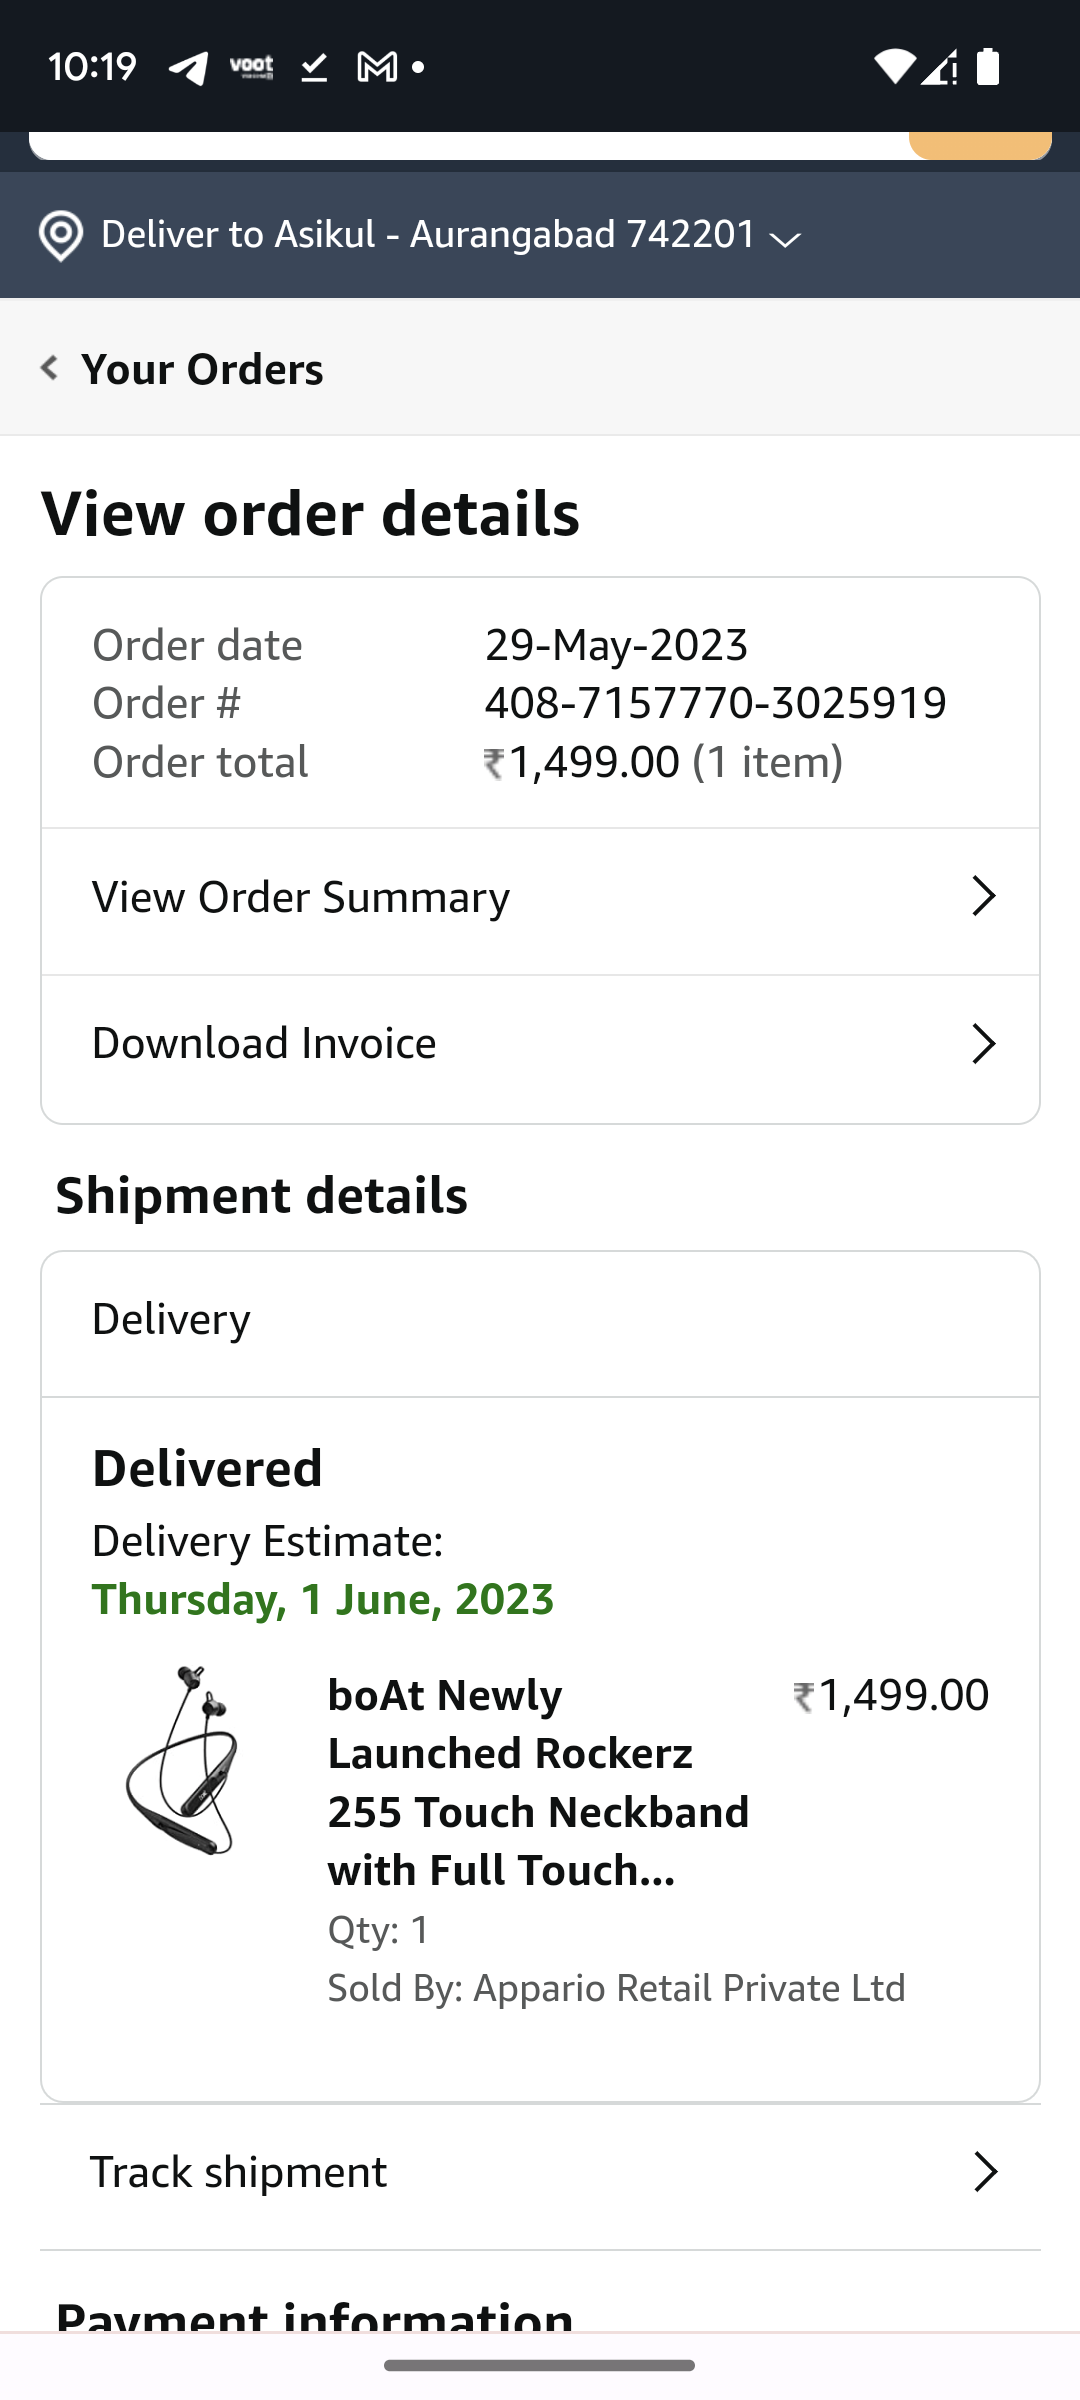 10:19
voot
Deliver to Asikul - Aurangabad 742201
Your Orders
View order details
Order date 29-May-2023
Order # 408-7157770-3025919
Order total ₹1,499.00 (1 item)
View Order Summary
Download Invoice
Shipment details
Delivery
Delivered
Delivery Estimate:
Thursday, 1 June, 2023
boAt Newly ₹1,499.00
Launched Rockerz
255 Touch Neckband
with Full Touch...
Qty: 1
Sold By: Appario Retail Private Ltd
Track shipment
Payment information